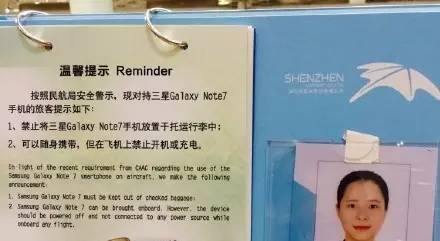 温馨提示 Reminder
按照民航局安全警示，现对持三星Galaxy Note7
手机的旅客提示如下：
1、禁止将三星Galaxy Note7手机放置于托运行李中；
2、可以随身携带，但在飞机上禁止开机或充电。
In light of the recent requirement from CAAC regarding the use of the
Samsung Galaxy Note 7 smartphone on aircraft, we make the following
announcement:
1 Samsung Galaxy Note 7 must be kept out of checked baggage;
2 Samsung Galaxy Note 7 can be brought onboard. However, the device
should be powered off and not connected to any power source while
onboard any flight.
SHENZHEN